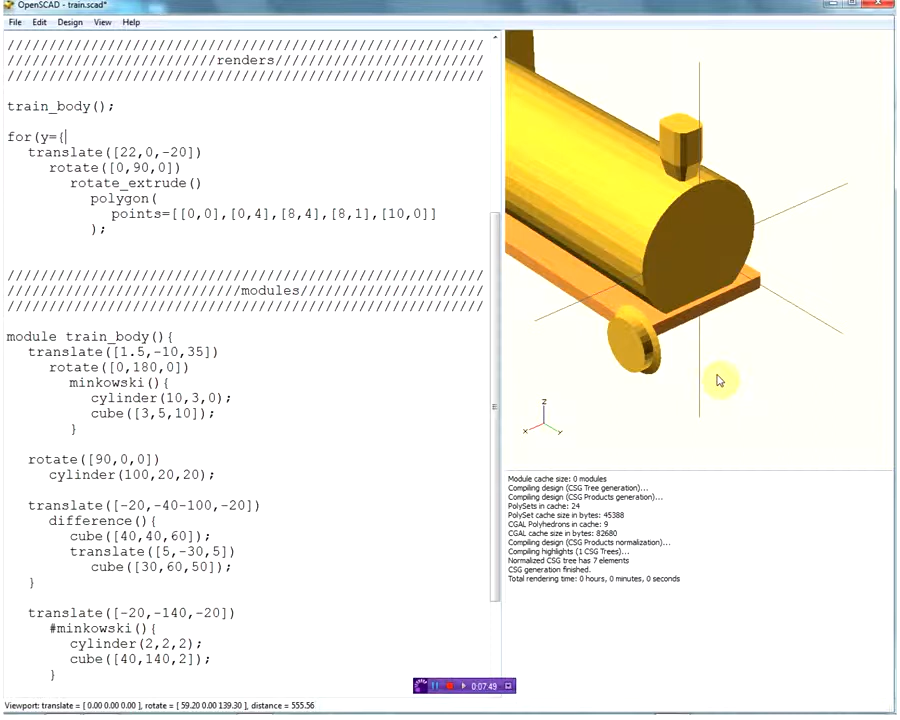 OpenSCAD - train.scad*
File Edit Design View Help
////////////////////////////////////////////////////////
/////////////////////////renders////////////////////////
////////////////////////////////////////////////////////
train_body();
for(y={
translate([22,0,-20])
rotate([0,90,0])
rotate_extrude()
polygon(
points=[[0,0],[0,4],[8,4],[8,1],[10,0]]
);
////////////////////////////////////////////////////////
////////////////////////////modules/////////////////////
////////////////////////////////////////////////////////
module train_body(){
translate([1.5,-10,35])
rotate([0,180,0])
minkowski(){
cylinder(10,3,0);
cube([3,5,10]);
}
rotate([90,0,0])
cylinder(100,20,20);
translate([-20,-40-100,-20])
difference(){
cube([40,40,60]);
translate([5,-30,5])
cube([30,60,50]);
}
translate([-20,-140,-20])
#minkowski(){
cylinder(2,2,2);
cube([40,140,2]);
}
z
x
y
Module cache size: 0 modules
Compiling design (CSG Tree generation)...
Compiling design (CSG Products generation)...
PolySets in cache: 24
PolySet cache size in bytes: 45388
CGAL Polyhedrons in cache: 9
CGAL cache size in bytes: 82680
Compiling design (CSG Products normalization)...
Compiling highlights (1 CSG Trees)...
Normalized CSG tree has 7 elements
CSG generation finished.
Total rendering time: 0 hours, 0 minutes, 0 seconds
0:07:49
Viewport: translate = [ 0.00 0.00 0.00 ], rotate = [ 59.20 0.00 139.30 ], distance = 555.56